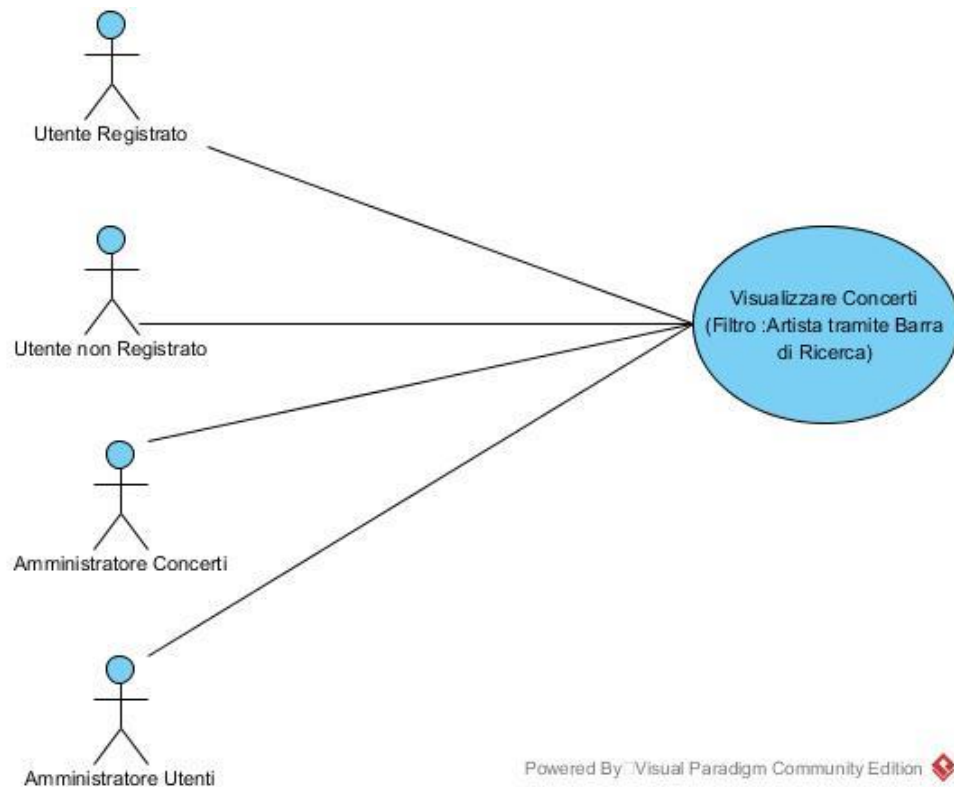 Utente Registrato
Utente non Registrato
Visualizzare Concerti
(Filtro :Artista tramite Barra
di Ricerca)
Amministratore Concerti
Amministratore Utenti
Powered By Visual Paradigm Community Edition